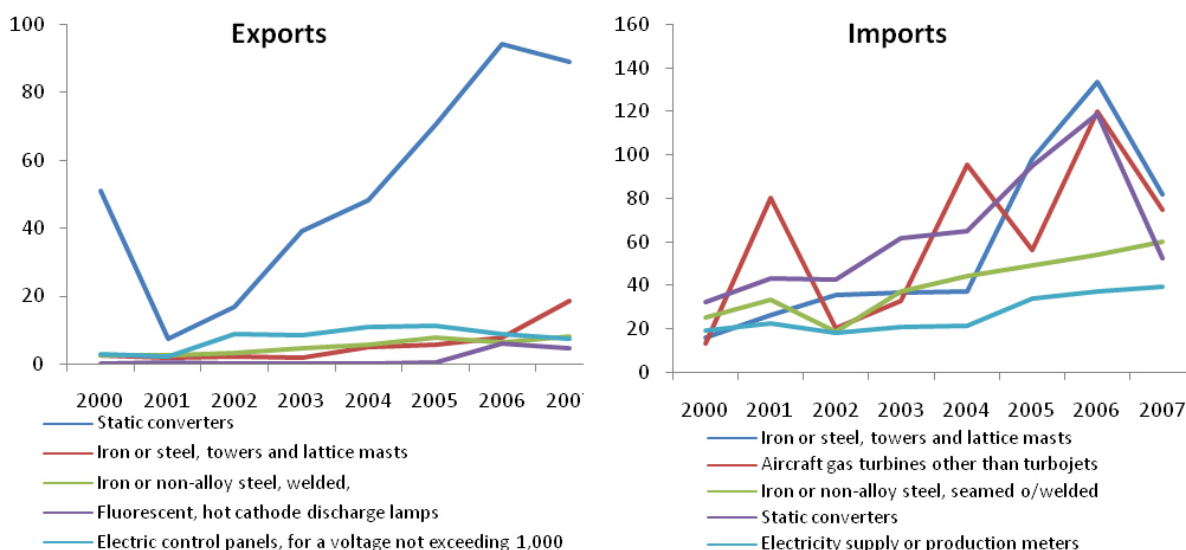 Exports
100
80
60
40
20
0
2000 2001 2002 2003 2004 2005 2006 200
Static converters
Iron or steel, towers and lattice masts
Iron or non-alloy steel, welded,
Fluorescent, hot cathode discharge lamps
Electric control panels, for a voltage not exceeding 1,000
Imports
160
140
120
100
80
60
40
20
0
2000 2001 2002 2003 2004 2005 2006 2007
Iron or steel, towers and lattice masts
Aircraft gas turbines other than turbojets
Iron or non-alloy steel, seamed o/welded
Static converters
Electricity supply or production meters